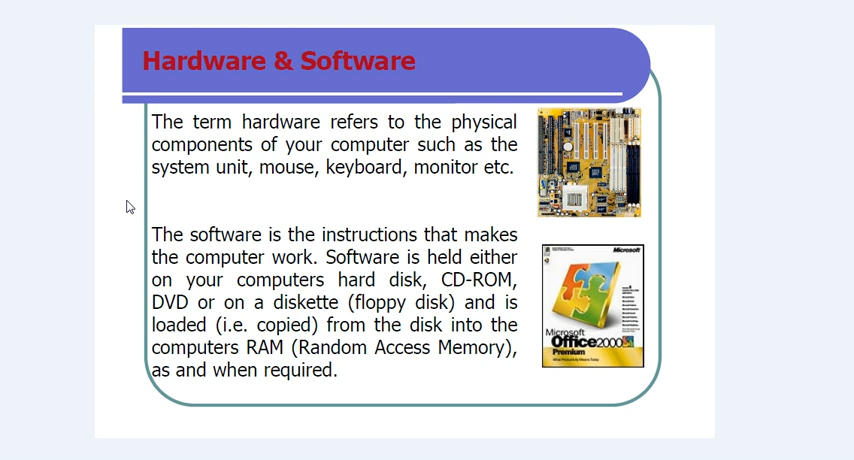 Hardware & Software
The term hardware refers to the physical
components of your computer such as the
system unit, mouse, keyboard, monitor etc.
The software is the instructions that makes
the computer work. Software is held either
on your computers hard disk, CD-ROM,
DVD or on a diskette (floppy disk) and is
loaded (i.e. copied) from the disk into the
computers RAM (Random Access Memory),
as and when required.
Microsoft
Microsoft
Office2000
Premium